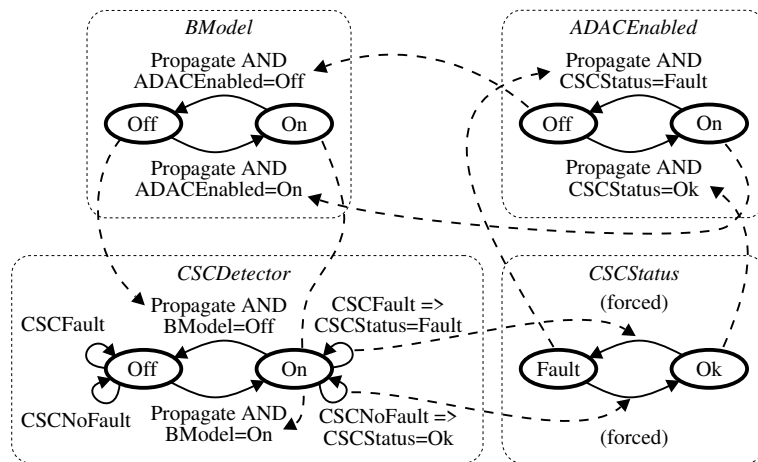 BModel
Propagate AND
ADACEnabled=Off
Off
On
Propagate AND
ADACEnabled=On
ADACEnabled
Propagate AND
CSCStatus=Fault
Off
On
Propagate AND
CSCStatus=Ok
CSCDetector
CSCFault
CSCNoFault
Propagate AND
BModel=Off
Off
On
Propagate AND
BModel=On
CSCFault =>
CSCStatus=Fault
CSCNoFault =>
CSCStatus=Ok
CSCStatus
(forced)
Fault
Ok
(forced)